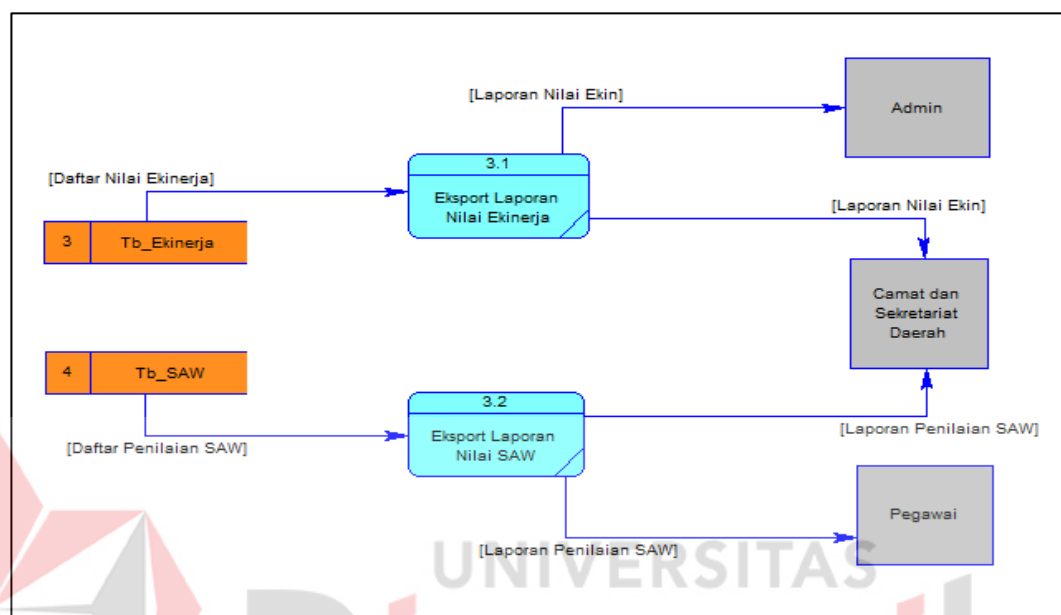 [Laporan Nilai Ekin]
Admin
3.1
[Daftar Nilai Ekinerja]
Eksport Laporan
Nilai Ekinerja
[Laporan Nilai Ekin]
3
Tb_Ekinerja
Camat dan
Sekretariat
Daerah
4
Tb_SAW
3.2
[Daftar Penilaian SAW]
Eksport Laporan
Nilai SAW
[Laporan Penilaian SAW]
Pegawai
[Laporan Penilaian SAW]
UNIVERSITAS